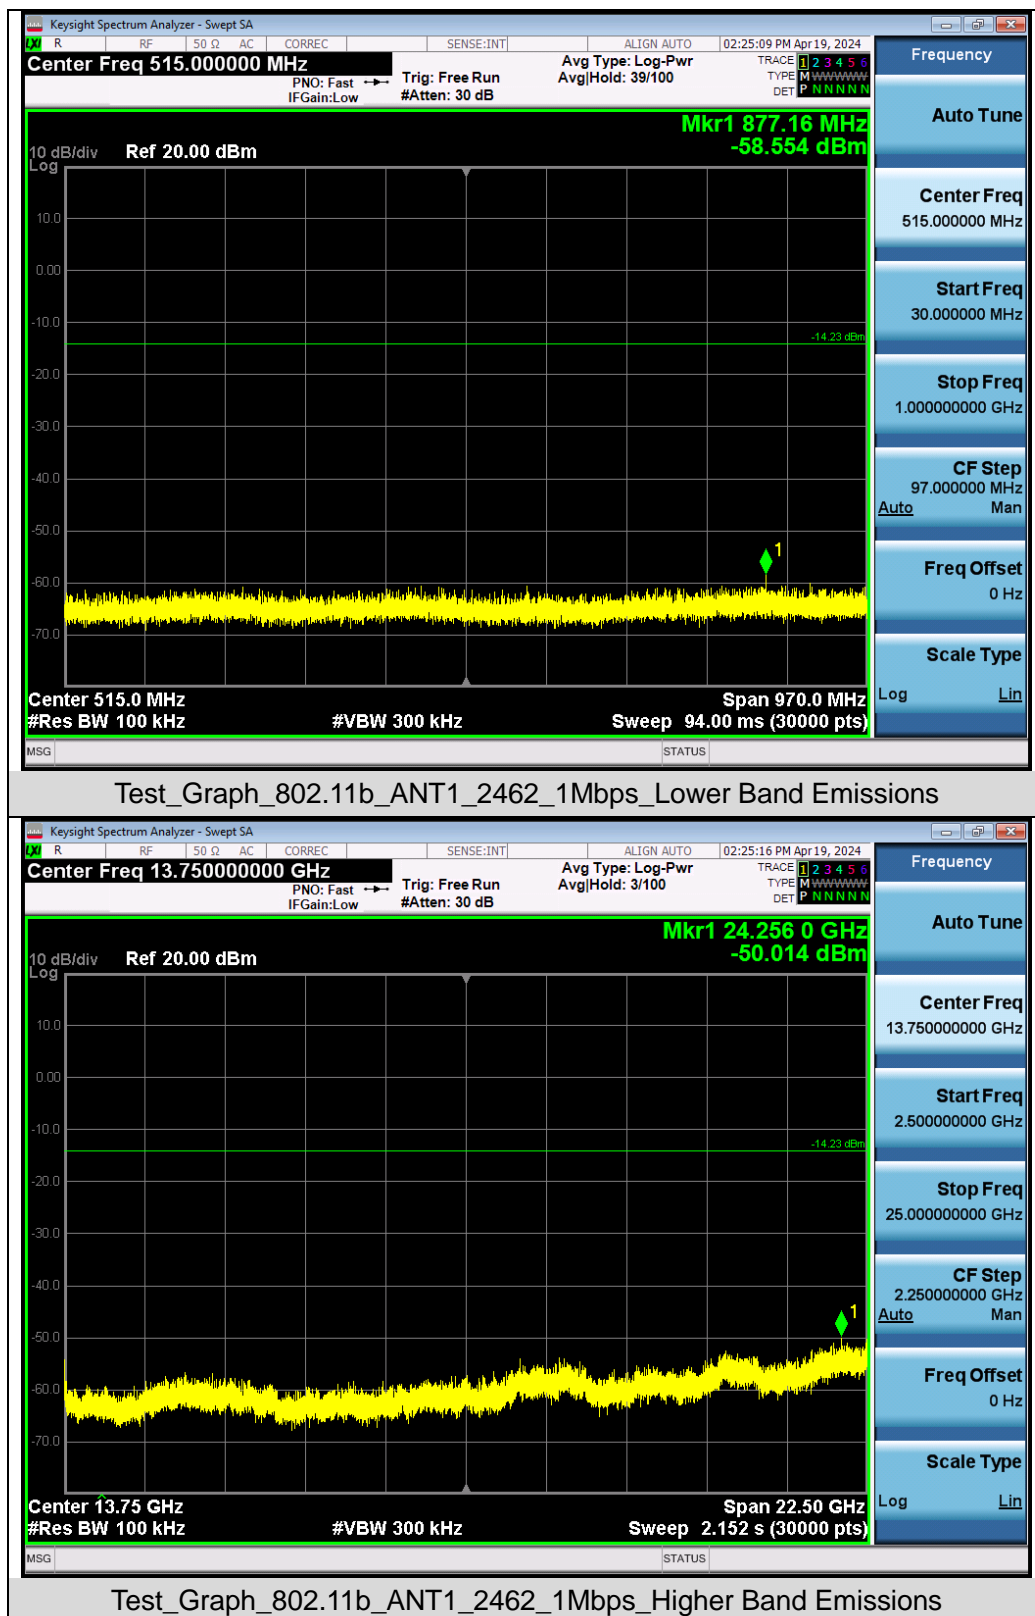 Keysight Spectrum Analyzer - Swept SA
LXI R RF 50 Ω AC CORREC SENSE:INT ALIGN AUTO 02:25:09 PM Apr 19, 2024
Center Freq 515.000000 MHz
PNO: Fast
IFGain:Low
Trig: Free Run
#Atten: 30 dB
Avg Type: Log-Pwr
Avg|Hold: 39/100
TRACE 1 2 3 4 5 6
TYPE M WWWWW
DET P N N N N N
Mkr1 877.16 MHz
-58.554 dBm
10 dB/div Ref 20.00 dBm
Log
10.0
0.00
-10.0
-14.23 dBm
-20.0
-30.0
-40.0
-50.0
1
-60.0
-70.0
Center 515.0 MHz Span 970.0 MHz
#Res BW 100 kHz #VBW 300 kHz Sweep 94.00 ms (30000 pts)
MSG STATUS
Frequency
Auto Tune
Center Freq
515.000000 MHz
Start Freq
30.000000 MHz
Stop Freq
1.000000000 GHz
CF Step
97.000000 MHz
Auto Man
Freq Offset
0 Hz
Scale Type
Log Lin
Test_Graph_802.11b_ANT1_2462_1Mbps_Lower Band Emissions
Keysight Spectrum Analyzer - Swept SA
LXI R RF 50 Ω AC CORREC SENSE:INT ALIGN AUTO 02:25:16 PM Apr 19, 2024
Center Freq 13.750000000 GHz
PNO: Fast
IFGain:Low
Trig: Free Run
#Atten: 30 dB
Avg Type: Log-Pwr
Avg|Hold: 3/100
TRACE 1 2 3 4 5 6
TYPE M WWWWW
DET P N N N N N
Mkr1 24.256 0 GHz
-50.014 dBm
10 dB/div Ref 20.00 dBm
Log
10.0
0.00
-10.0
-14.23 dBm
-20.0
-30.0
-40.0
1
-50.0
-60.0
-70.0
Center 13.75 GHz Span 22.50 GHz
#Res BW 100 kHz #VBW 300 kHz Sweep 2.152 s (30000 pts)
MSG STATUS
Frequency
Auto Tune
Center Freq
13.750000000 GHz
Start Freq
2.500000000 GHz
Stop Freq
25.000000000 GHz
CF Step
2.250000000 GHz
Auto Man
Freq Offset
0 Hz
Scale Type
Log Lin
Test_Graph_802.11b_ANT1_2462_1Mbps_Higher Band Emissions